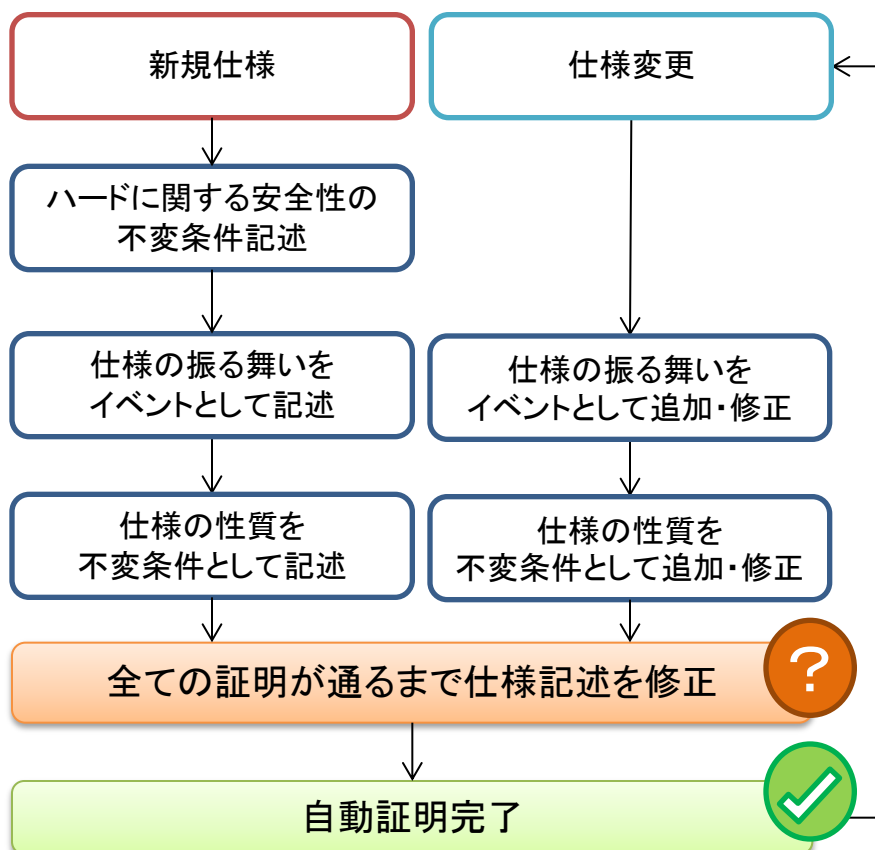 新規仕様
仕様変更
ハードに関する安全性の
不変条件記述
仕様の振る舞いを
イベントとして記述
仕様の振る舞いを
イベントとして追加・修正
仕様の性質を
不変条件として記述
仕様の性質を
不変条件として追加・修正
全ての証明が通るまで仕様記述を修正
？
自動証明完了